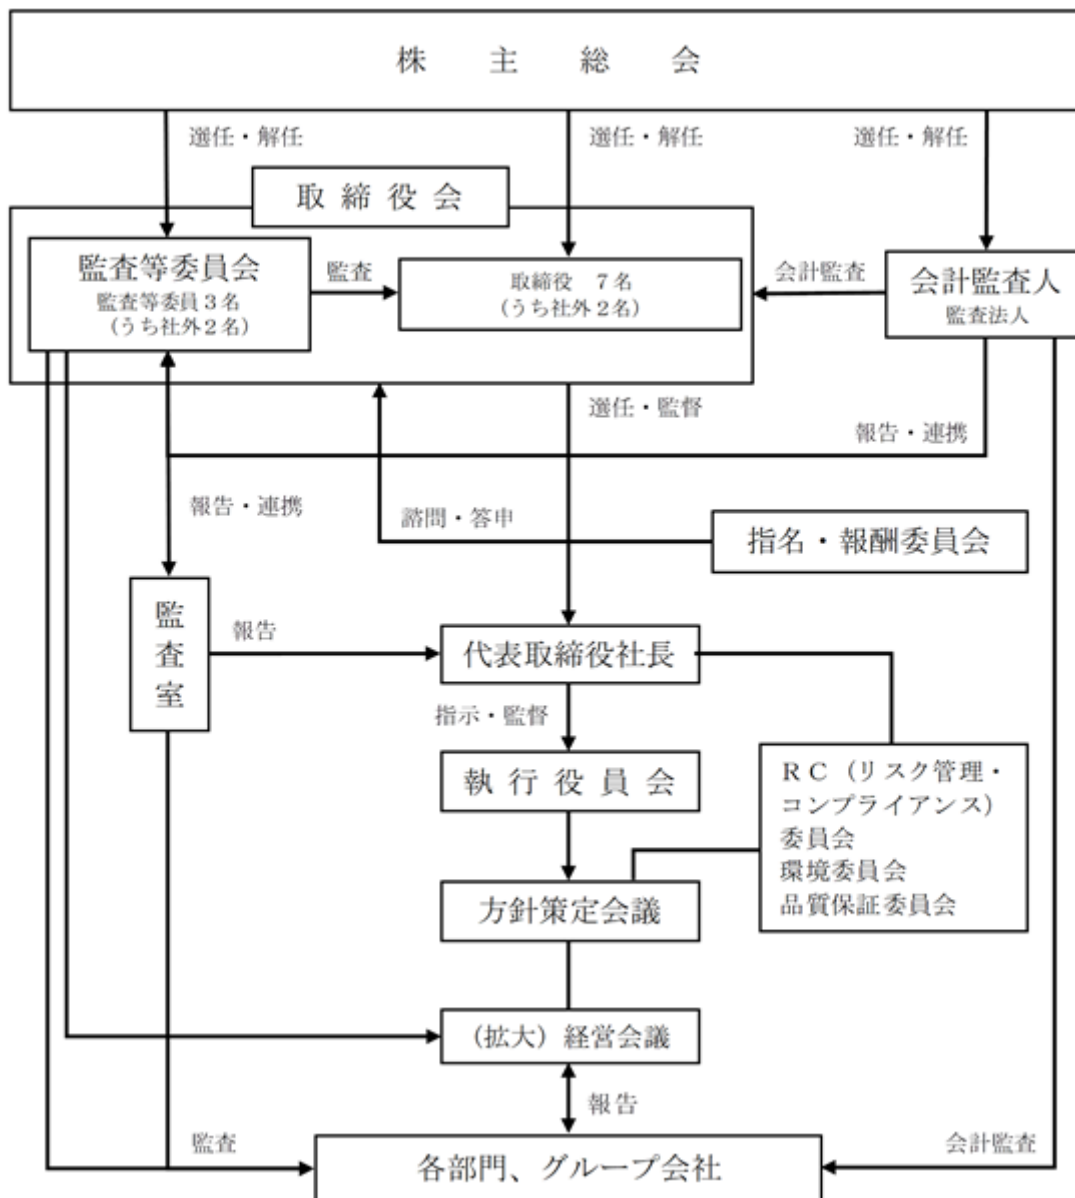 株主総会
選任・解任
選任・解任
選任・解任
取締役会
監査等委員会
監査等委員3名
(うち社外2名)
監査
取締役 7名
(うち社外2名)
会計監査
会計監査人
監査法人
選任・監督
報告・連携
報告・連携
諮問・答申
指名・報酬委員会
監査室
報告
代表取締役社長
指示・監督
執行役員会
RC(リスク管理・
コンプライアンス)
委員会
環境委員会
品質保証委員会
方針策定会議
(拡大)経営会議
報告
監査
会計監査
各部門、グループ会社